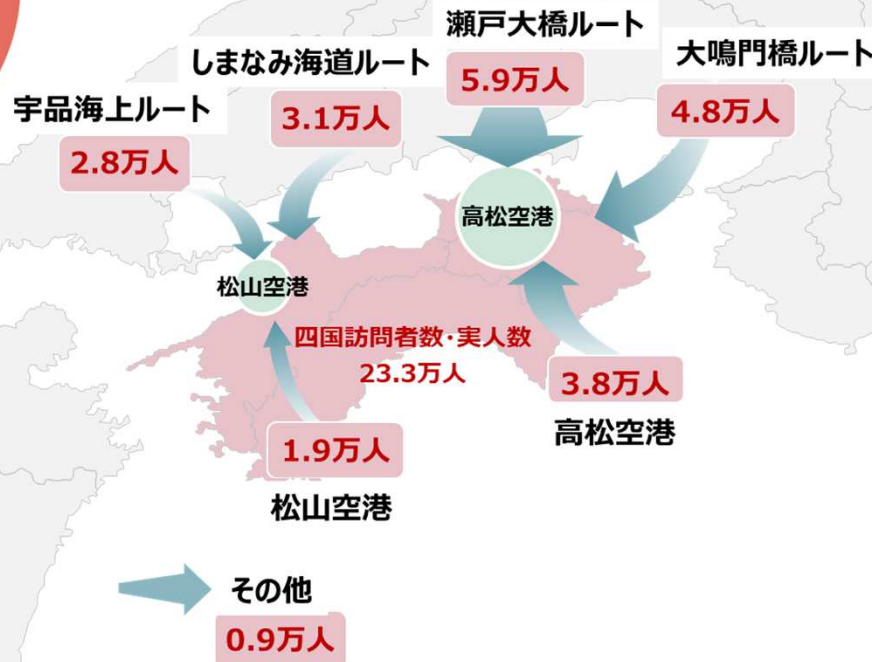 瀬戸大橋ルート
5.9万人
大鳴門橋ルート
4.8万人
しまなみ海道ルート
3.1万人
宇品海上ルート
2.8万人
高松空港
松山空港
四国訪問者数・実人数
23.3万人
3.8万人
高松空港
1.9万人
松山空港
その他
0.9万人